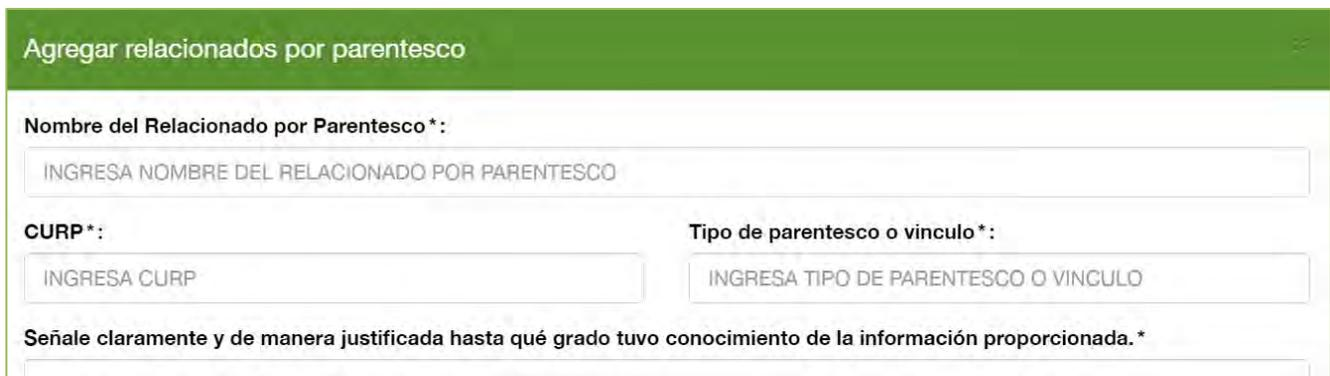 Agregar relacionados por parentesco
Nombre del Relacionado por Parentesco*:
INGRESA NOMBRE DEL RELACIONADO POR PARENTESCO
CURP*:
Tipo de parentesco o vinculo*:
INGRESA CURP
INGRESA TIPO DE PARENTESCO O VINCULO
Señale claramente y de manera justificada hasta qué grado tuvo conocimiento de la información proporcionada.*